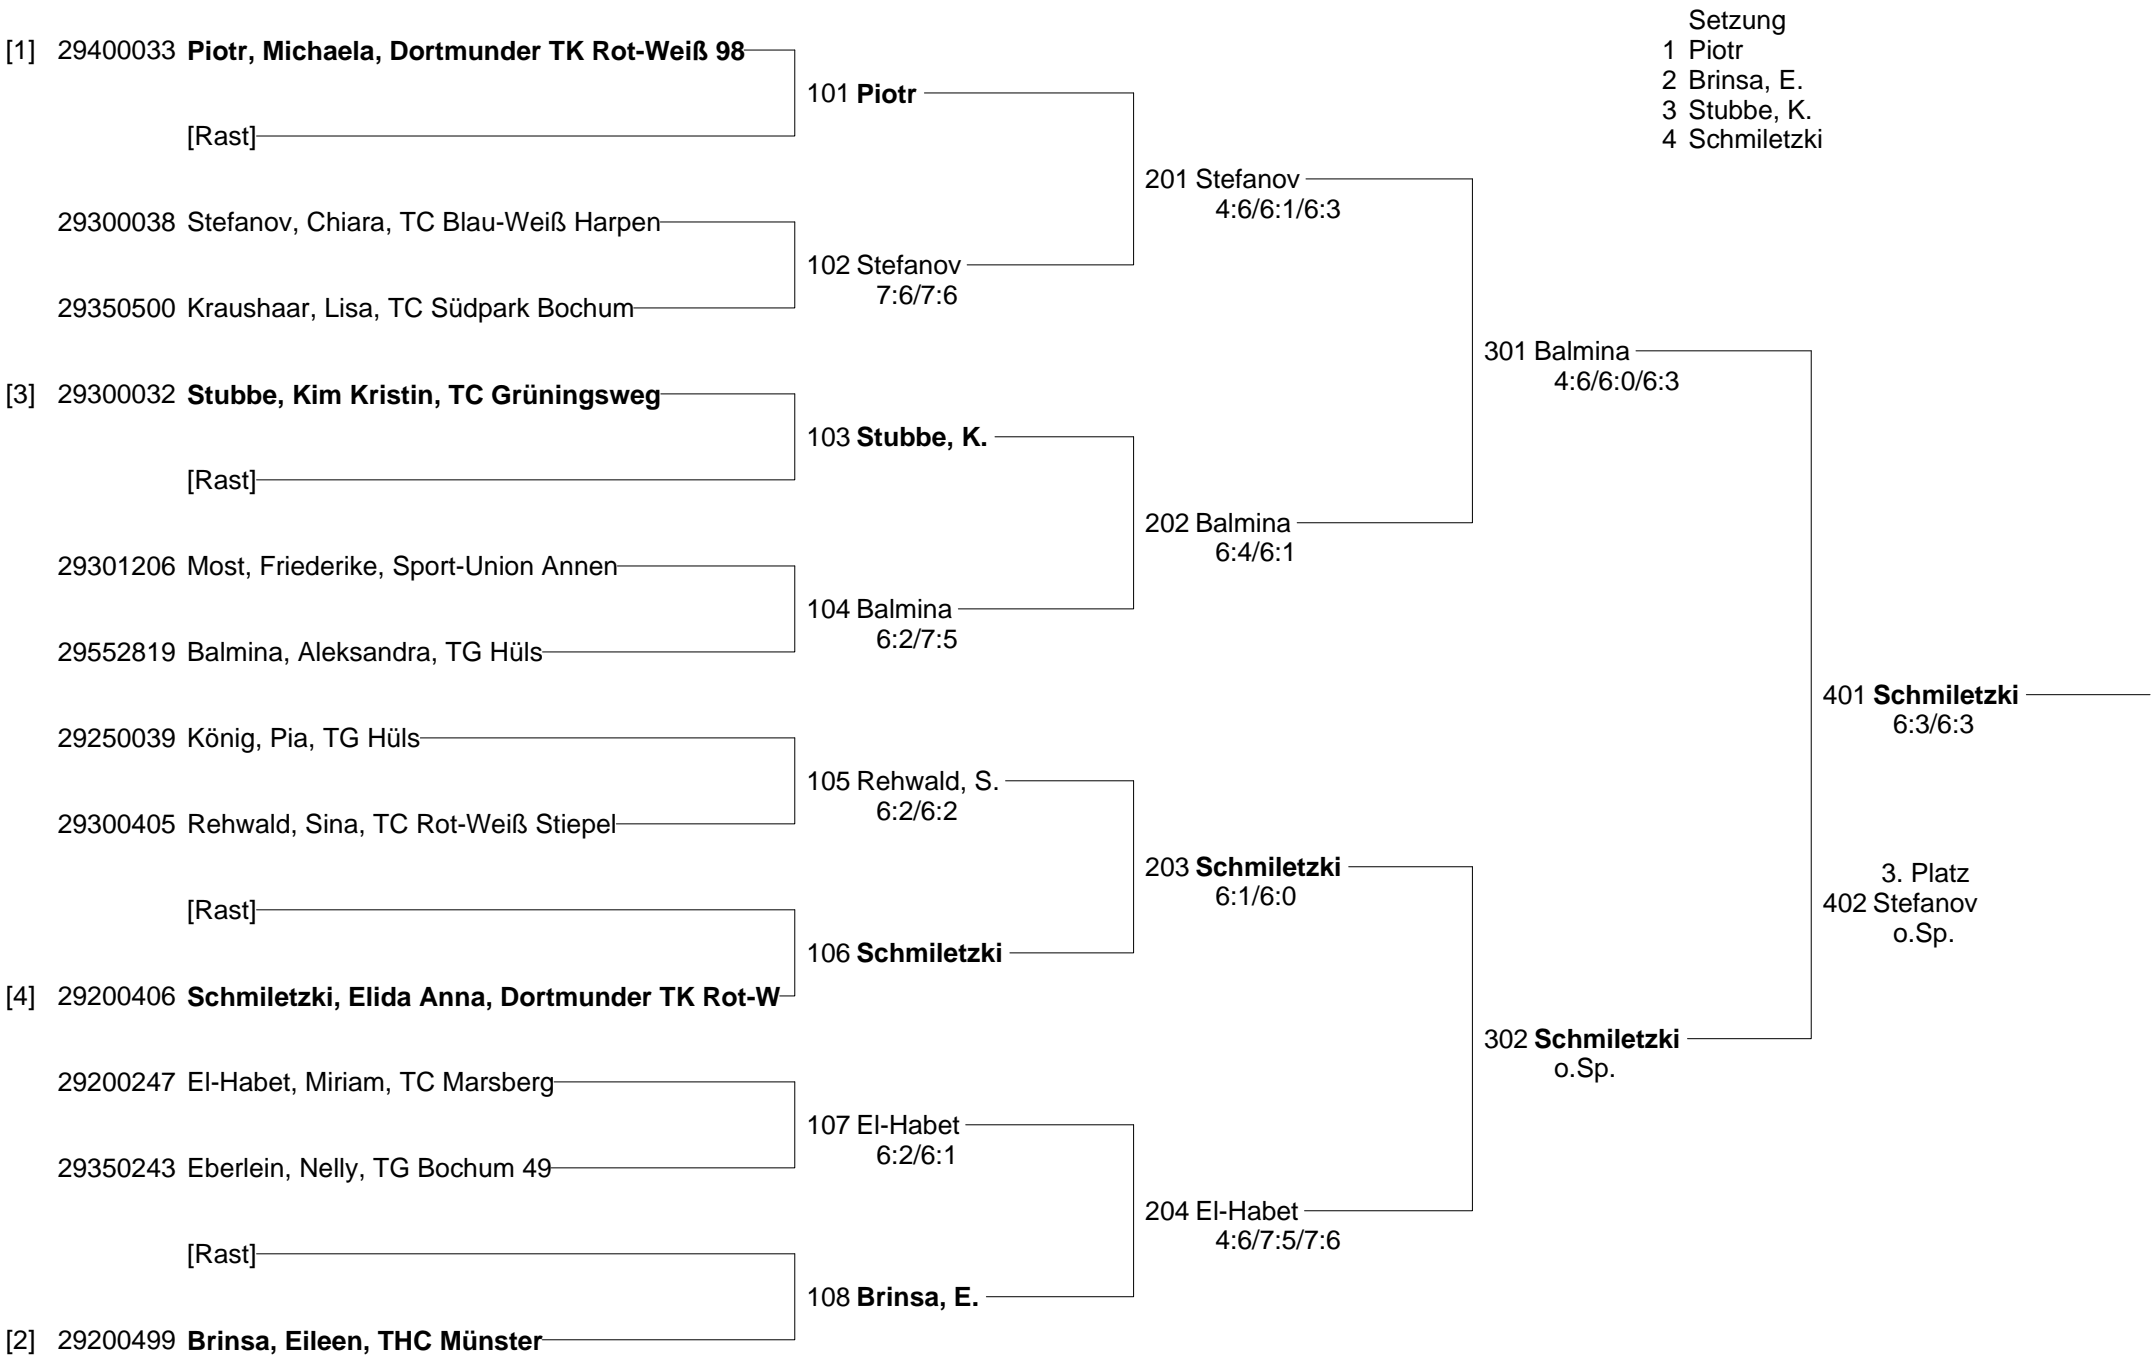 Setzung
1 Piotr
2 Brinsa, E.
3 Stubbe, K.
4 Schmiletzki
[1] 29400033 Piotr, Michaela, Dortmunder TK Rot-Weiß 98
101 Piotr
[Rast]
201 Stefanov
4:6/6:1/6:3
29300038 Stefanov, Chiara, TC Blau-Weiß Harpen
102 Stefanov
7:6/7:6
29350500 Kraushaar, Lisa, TC Südpark Bochum
301 Balmina
4:6/6:0/6:3
[3] 29300032 Stubbe, Kim Kristin, TC Grüningsweg
103 Stubbe, K.
[Rast]
202 Balmina
6:4/6:1
29301206 Most, Friederike, Sport-Union Annen
104 Balmina
6:2/7:5
29552819 Balmina, Aleksandra, TG Hüls
401 Schmiletzki
6:3/6:3
29250039 König, Pia, TG Hüls
105 Rehwald, S.
6:2/6:2
29300405 Rehwald, Sina, TC Rot-Weiß Stiepel
203 Schmiletzki
6:1/6:0
3. Platz
402 Stefanov
o.Sp.
[Rast]
106 Schmiletzki
[4] 29200406 Schmiletzki, Elida Anna, Dortmunder TK Rot-W
302 Schmiletzki
o.Sp.
29200247 El-Habet, Miriam, TC Marsberg
107 El-Habet
6:2/6:1
29350243 Eberlein, Nelly, TG Bochum 49
204 El-Habet
4:6/7:5/7:6
[Rast]
108 Brinsa, E.
[2] 29200499 Brinsa, Eileen, THC Münster